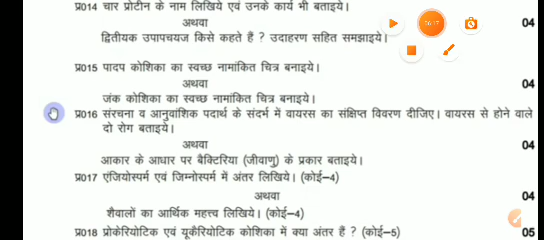 प्र014 चार प्रोटीन के नाम लिखिये एवं उनके कार्य भी बताइये।
अथवा 04
द्वितीयक उपापचयज किसे कहते हैं ? उदाहरण सहित समझाइये।
प्र015 पादप कोशिका का स्वच्छ नामांकित चित्र बनाइये।
अथवा 04
जंक कोशिका का स्वच्छ नामांकित चित्र बनाइये।
प्र016 संरचना व आनुवांशिक पदार्थ के संदर्भ में वायरस का संक्षिप्त विवरण दीजिए। वायरस से होने वाले
दो रोग बताइये।
अथवा 04
आकार के आधार पर बैक्टिरिया (जीवाणु) के प्रकार बताइये।
प्र017 एंजियोस्पर्म एवं जिम्नोस्पर्म में अंतर लिखिये। (कोई–4)
अथवा 04
शैवालों का आर्थिक महत्त्व लिखिये। (कोई–4)
प्र018 प्रोकेरियोटिक एवं यूकैरियोटिक कोशिका में क्या अंतर हैं ? (कोई–5) 05